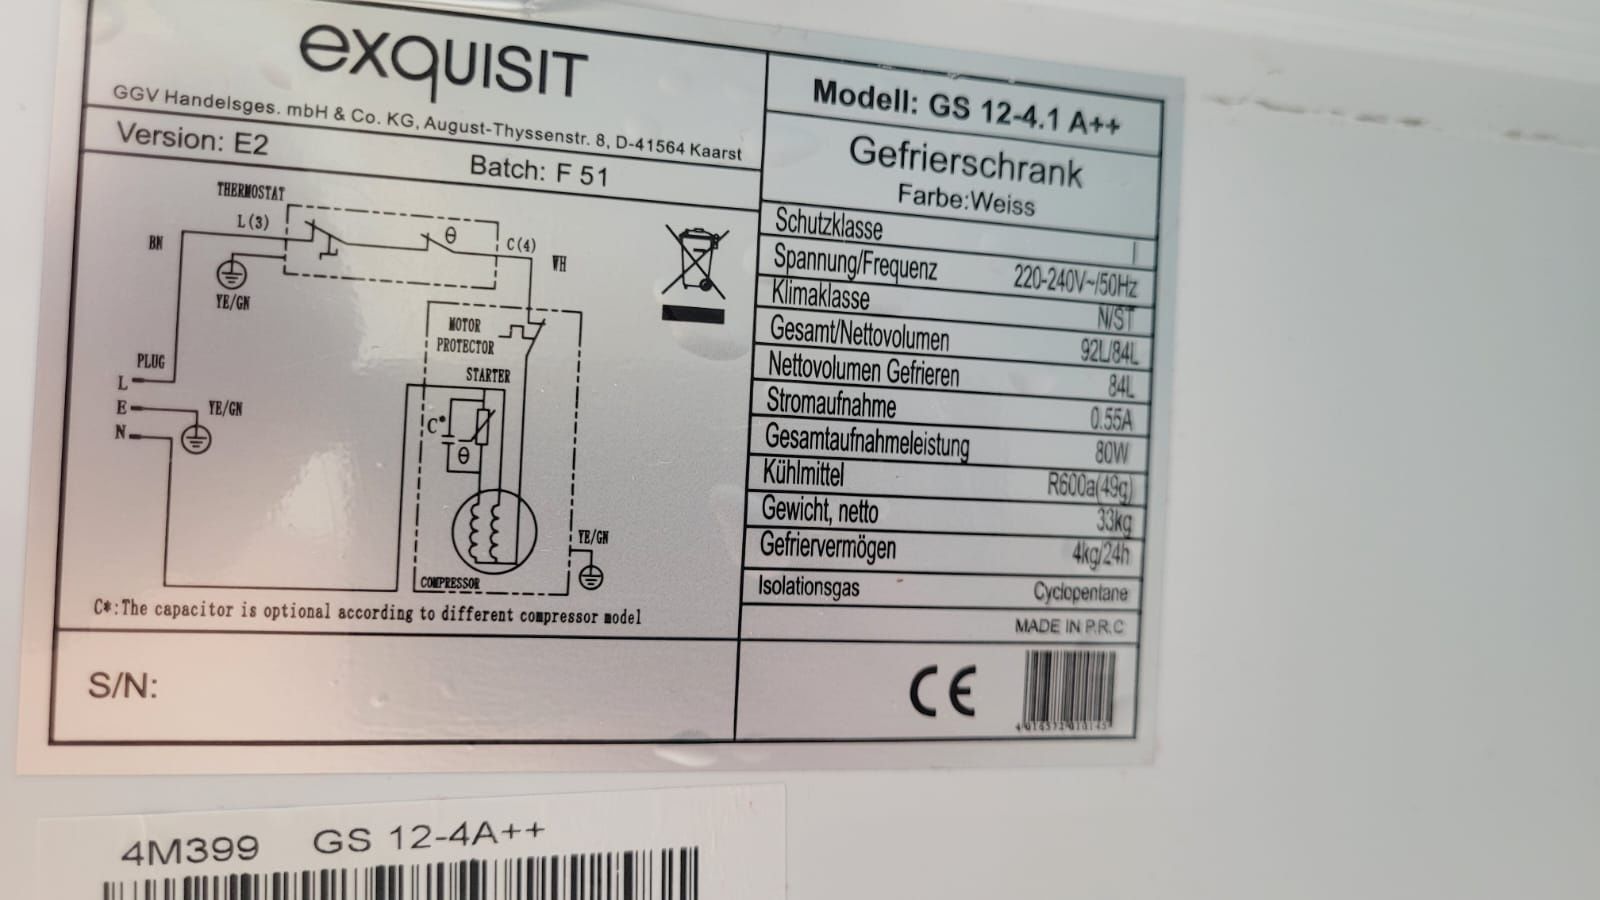 exQUISIT
GGV Handelsges. mbH & Co. KG, August-Thyssenstr. 8, D-41564 Kaarst
Version: E2
Batch: F 51
THERMOSTAT
L(3)
θ
C(4)
BN
WH
YE/GN
MOTOR
PROTECTOR
PLUG
STARTER
L
E
YE/GN
N
C*
θ
YE/GN
COMPRESSOR
C*:The capacitor is optional according to different compressor model
S/N:
Modell: GS 12-4.1 A++
Gefrierschrank
Farbe:Weiss
Schutzklasse I
Spannung/Frequenz 220-240V~/50Hz
Klimaklasse N/ST
Gesamt/Nettovolumen 92L/84L
Nettovolumen Gefrieren 84L
Stromaufnahme 0.55A
Gesamtaufnahmeleistung 80W
Kühlmittel R600a(49g)
Gewicht, netto 33kg
Gefriervermögen 4kg/24h
Isolationsgas Cyclopentane
MADE IN P.R.C
CE
4M399 GS 12-4A++